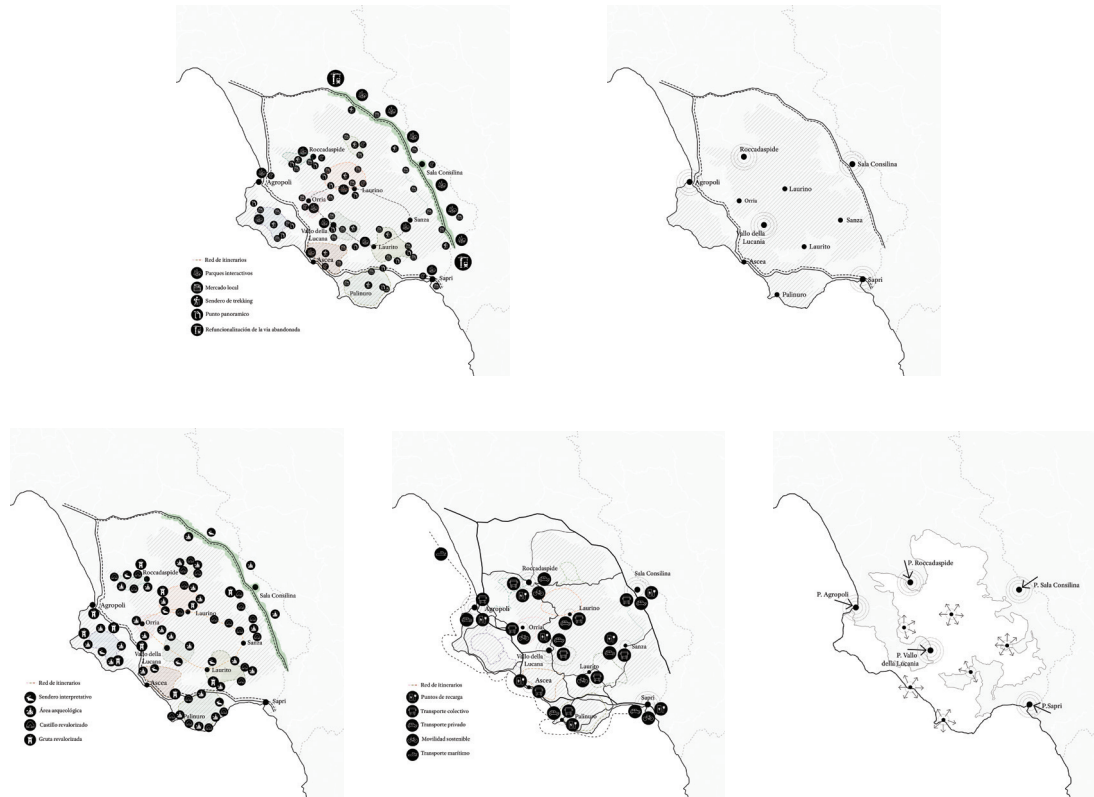 Roccadaspide
Sala Consilina
Agropoli
Laurino
Orria
Sanza
Vallo della
Lucana
Laurito
Ascea
Sapri
Palinuro
Red de itinerarios
Parques interactivos
Mercado local
Sendero de trekking
Punto panoramico
Refuncionalización de la via abandonada
Roccadaspide
Sala Consilina
Agropoli
Laurino
Orria
Sanza
Vallo della
Lucania
Laurito
Ascea
Sapri
Palinuro
Roccadaspide
Sala Consilina
Agropoli
Laurino
Orria
Sanza
Vallo della
Lucana
Laurito
Ascea
Sapri
Palinuro
Red de itinerarios
Sendero interpretativo
Área arqueológica
Castillo revalorizado
Gruta revalorizada
Roccadaspide
Sala Consilina
Agropoli
Laurino
Orria
Sanza
Vallo della
Lucana
Laurito
Ascea
Sapri
Palinuro
Red de itinerarios
Puntos de recarga
Transporte colectivo
Transporte privado
Movilidad sostenible
Transporte marítimo
P. Roccadaspide
P. Sala Consilina
P. Agropoli
P. Vallo
della Lucania
P.Sapri